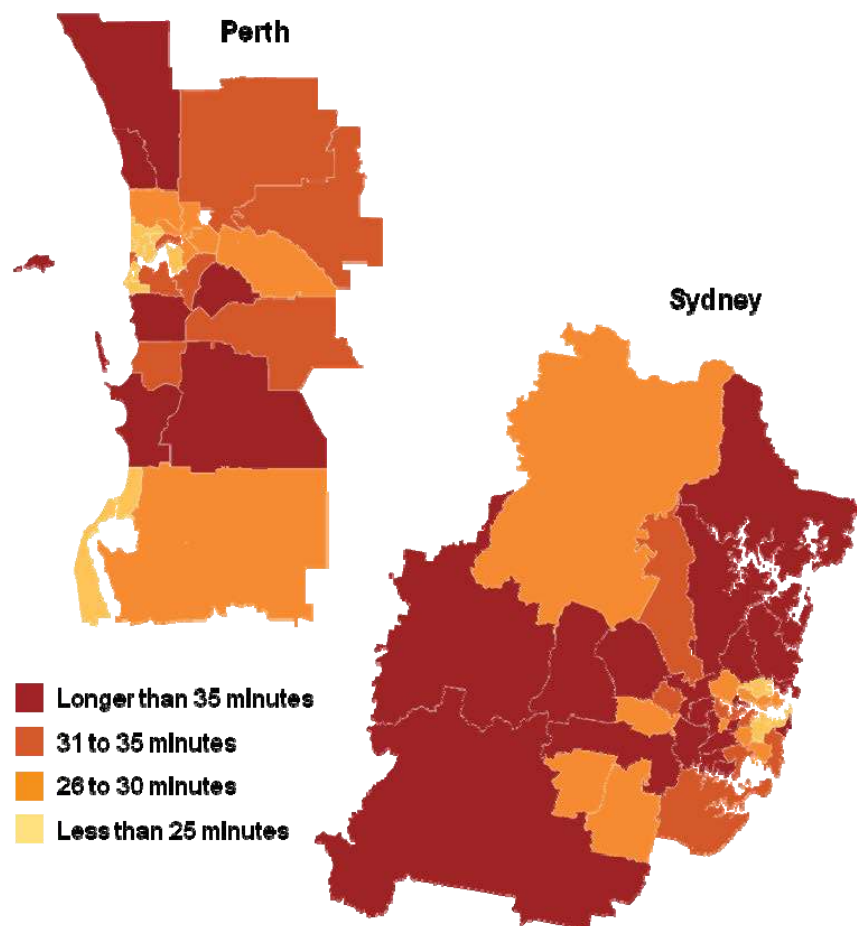 Perth
Sydney
Longer than 35 minutes
31 to 35 minutes
26 to 30 minutes
Less than 25 minutes